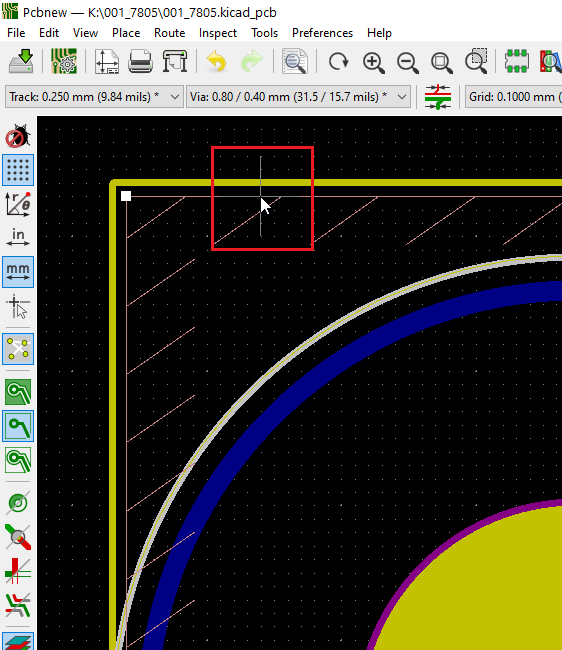 Pcbnew — K:\001_7805\001_7805.kicad_pcb
File Edit View Place Route Inspect Tools Preferences Help
Track: 0.250 mm (9.84 mils) * Via: 0.80 / 0.40 mm (31.5 / 15.7 mils) * Grid: 0.1000 mm (
r
θ
in
mm